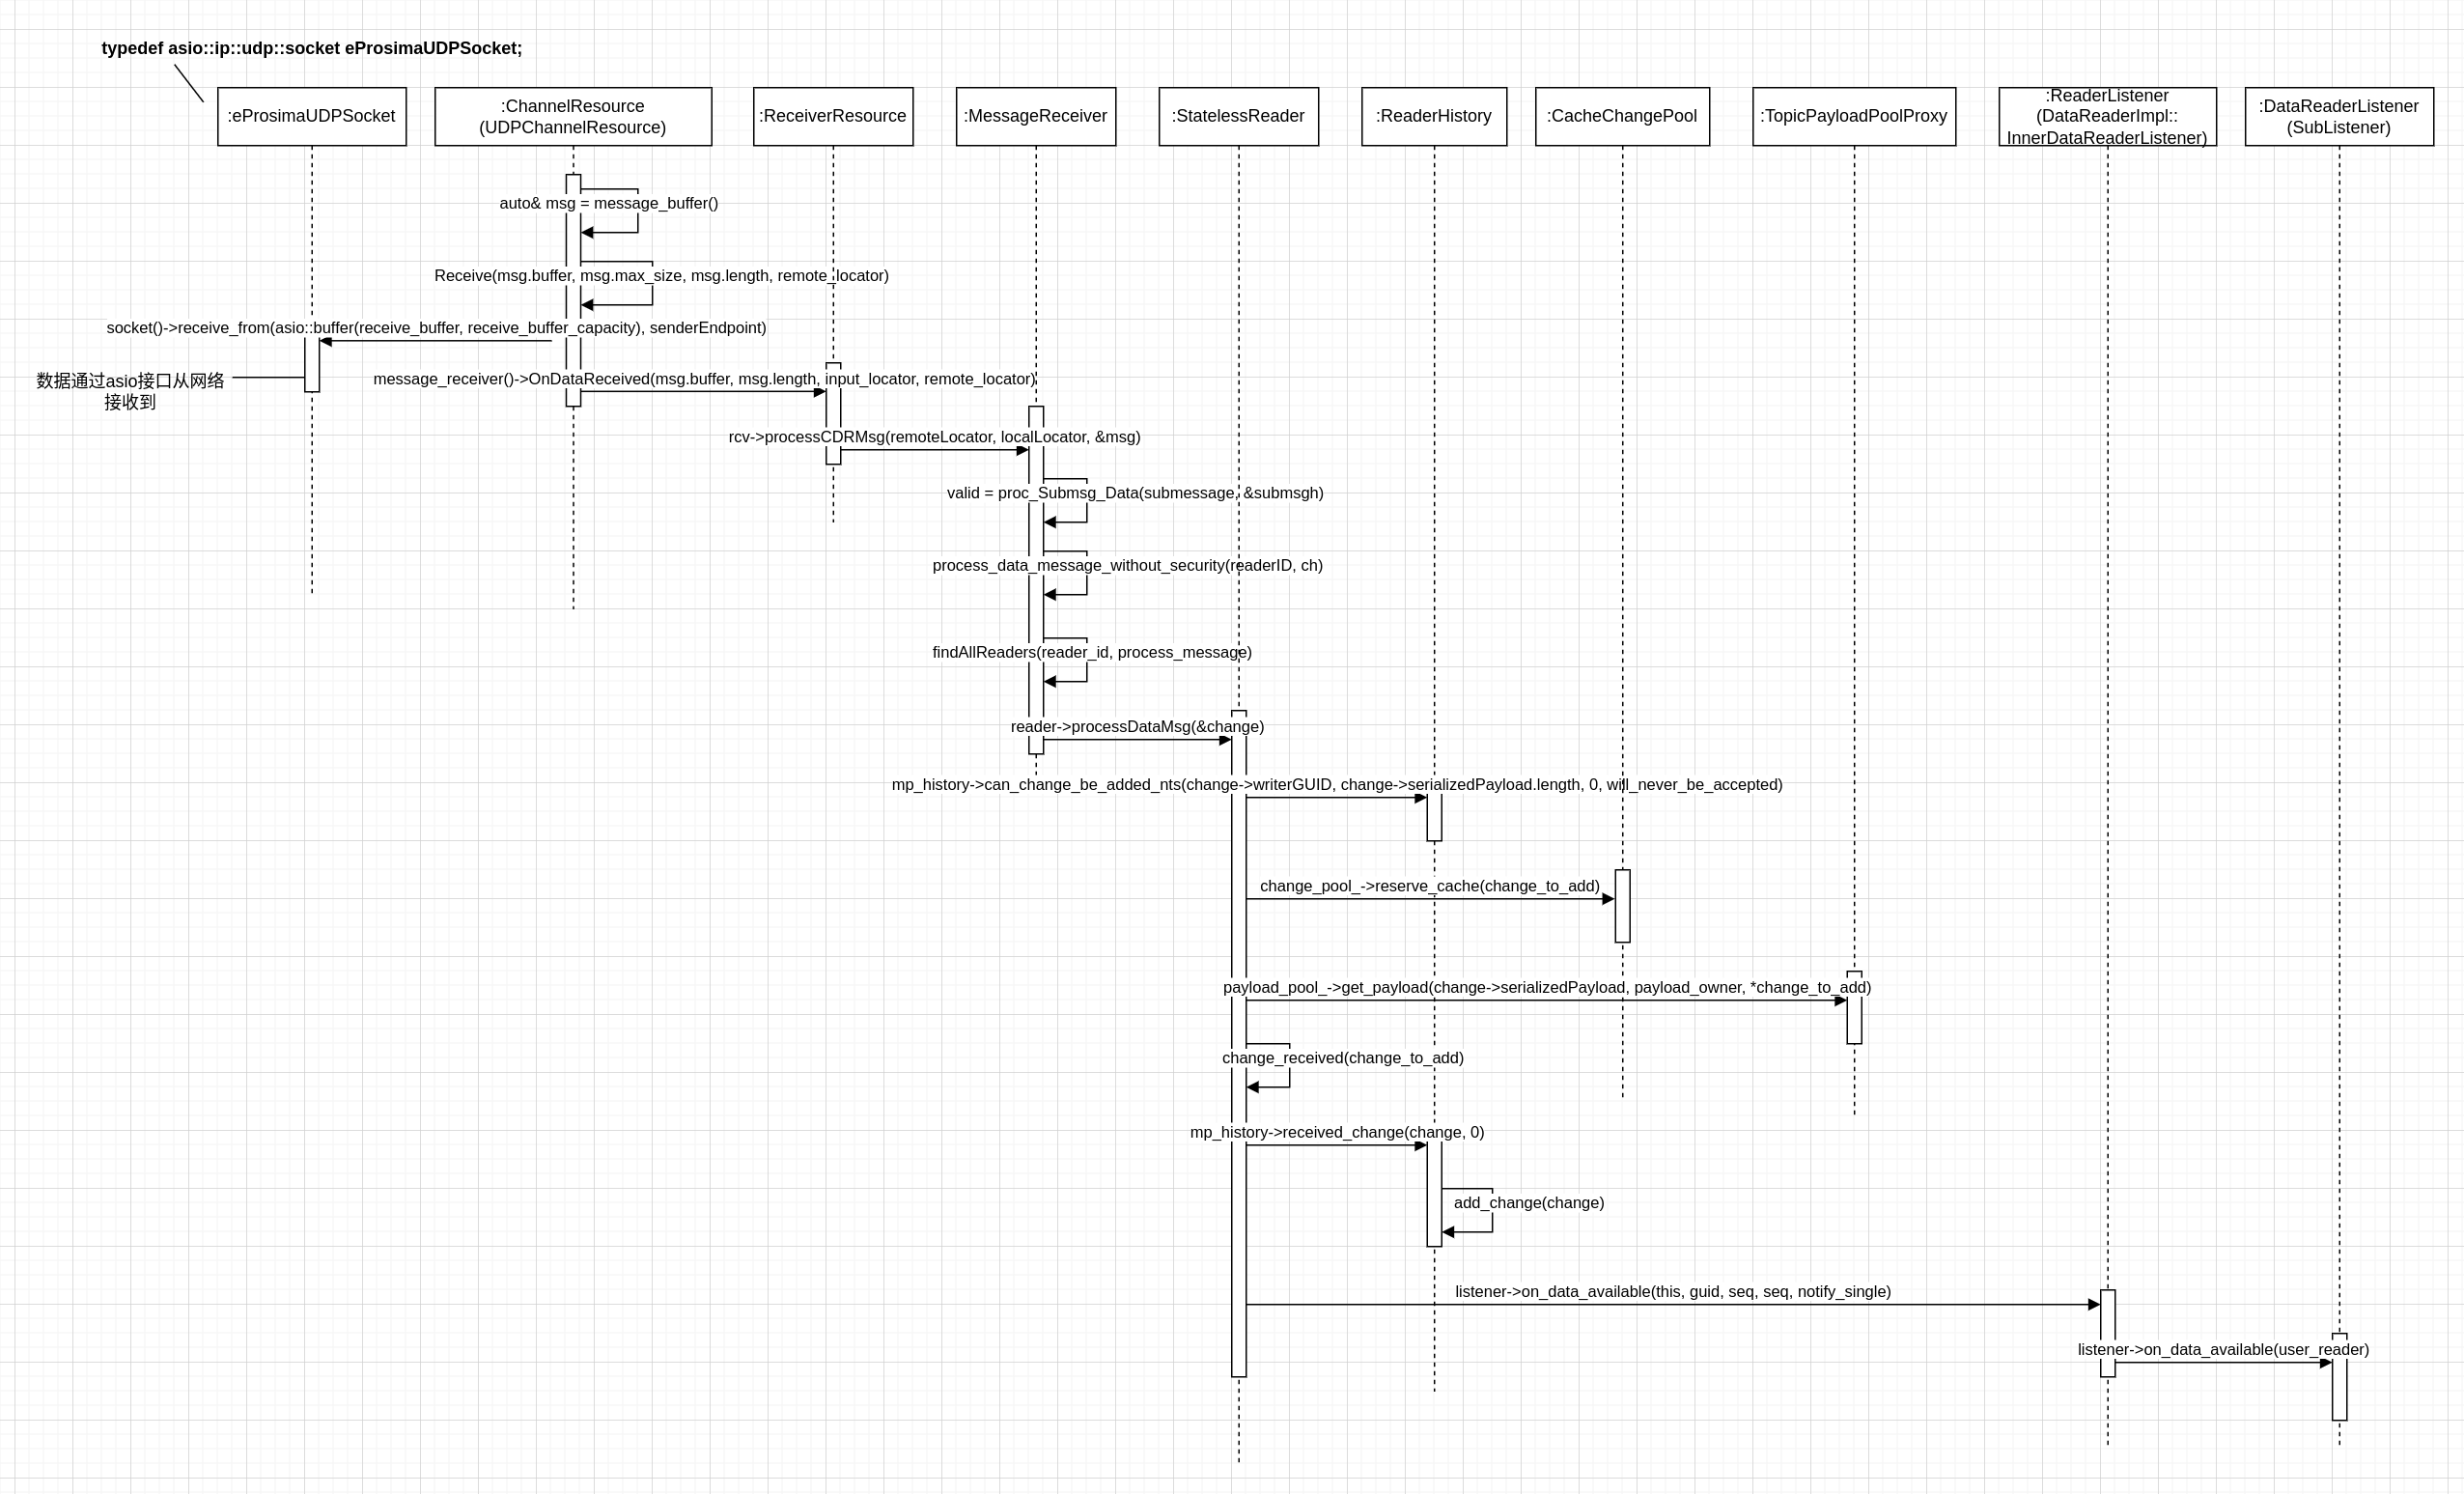 typedef asio::ip::udp::socket eProsimaUDPSocket;
:eProsimaUDPSocket
:ChannelResource
(UDPChannelResource)
:ReceiverResource
:MessageReceiver
:StatelessReader
:ReaderHistory
:CacheChangePool
:TopicPayloadPoolProxy
:ReaderListener
(DataReaderImpl::
InnerDataReaderListener)
:DataReaderListener
(SubListener)
auto& msg = message_buffer()
Receive(msg.buffer, msg.max_size, msg.length, remote_locator)
socket()->receive_from(asio::buffer(receive_buffer, receive_buffer_capacity), senderEndpoint)
数据通过asio接口从网络
接收到
message_receiver()->OnDataReceived(msg.buffer, msg.length, input_locator, remote_locator)
rcv->processCDRMsg(remoteLocator, localLocator, &msg)
valid = proc_Submsg_Data(submessage, &submsgh)
process_data_message_without_security(readerID, ch)
findAllReaders(reader_id, process_message)
reader->processDataMsg(&change)
mp_history->can_change_be_added_nts(change->writerGUID, change->serializedPayload.length, 0, will_never_be_accepted)
change_pool_->reserve_cache(change_to_add)
payload_pool_->get_payload(change->serializedPayload, payload_owner, *change_to_add)
change_received(change_to_add)
mp_history->received_change(change, 0)
add_change(change)
listener->on_data_available(this, guid, seq, seq, notify_single)
listener->on_data_available(user_reader)